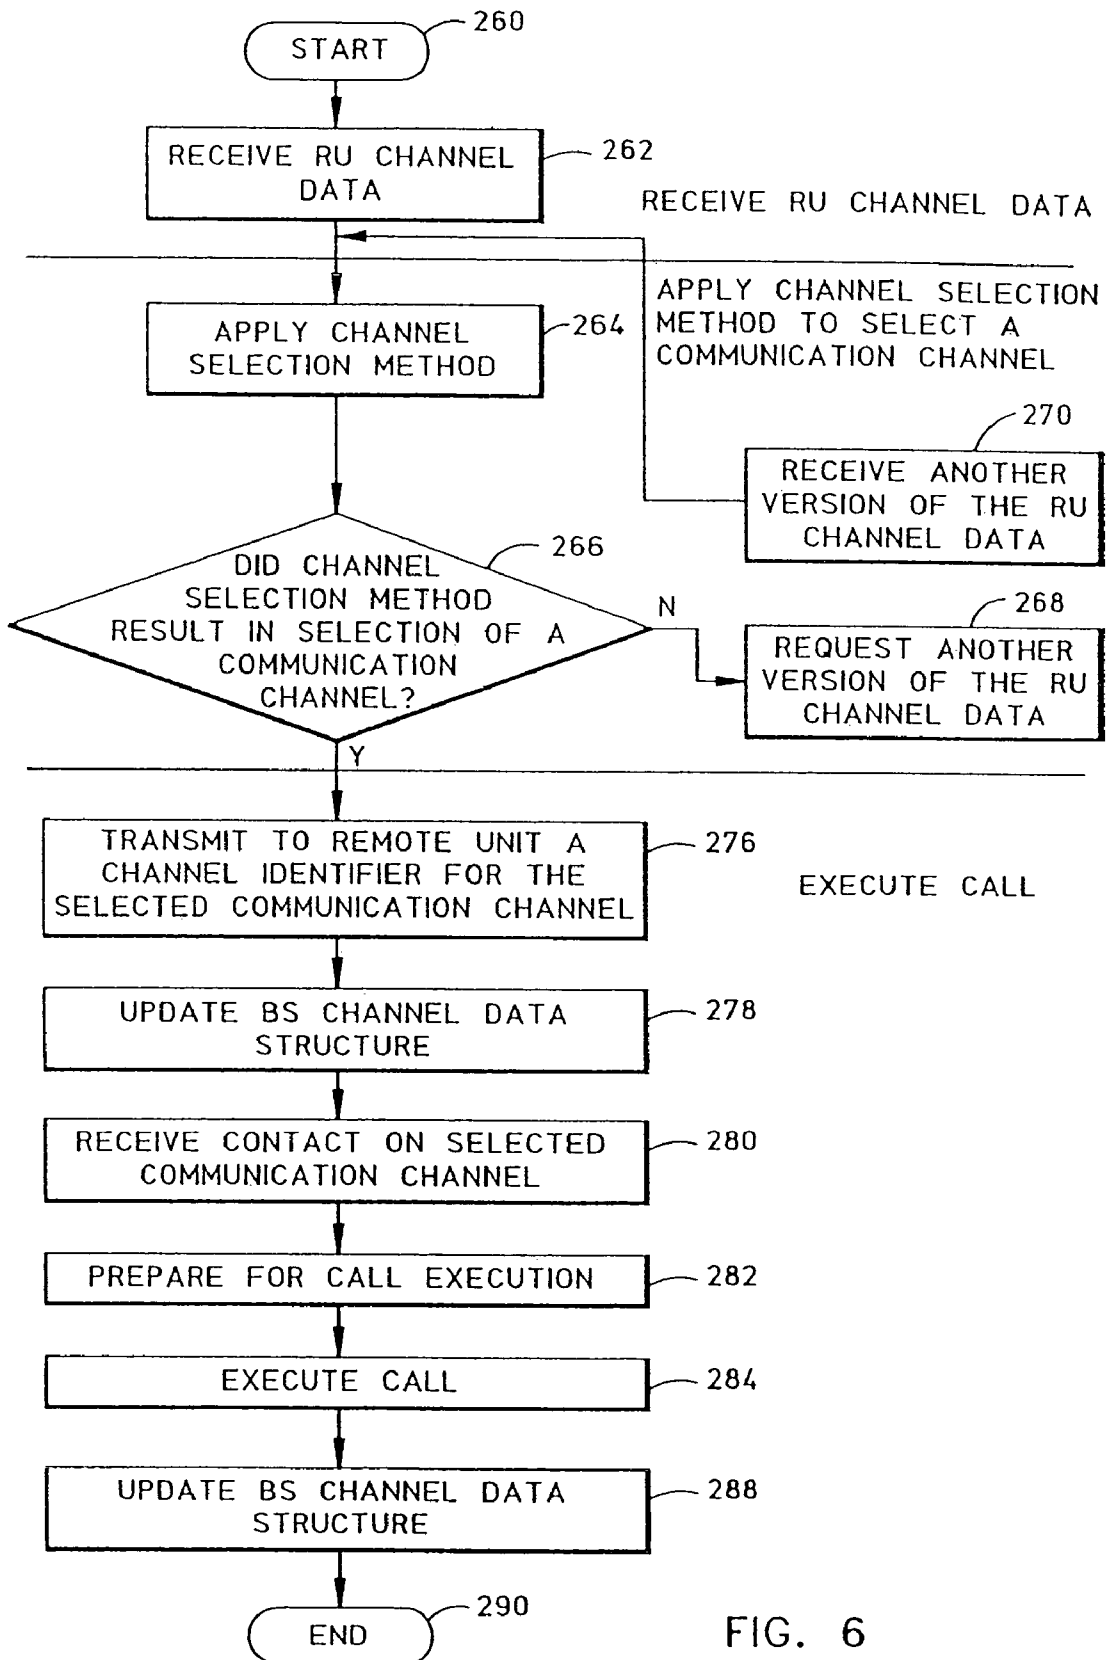 260
START
RECEIVE RU CHANNEL
DATA
262
RECEIVE RU CHANNEL DATA
APPLY CHANNEL
SELECTION METHOD
264
APPLY CHANNEL SELECTION
METHOD TO SELECT A
COMMUNICATION CHANNEL
270
RECEIVE ANOTHER
VERSION OF THE RU
CHANNEL DATA
266
DID CHANNEL
SELECTION METHOD
RESULT IN SELECTION OF A
COMMUNICATION
CHANNEL?
N
268
REQUEST ANOTHER
VERSION OF THE RU
CHANNEL DATA
Y
TRANSMIT TO REMOTE UNIT A
CHANNEL IDENTIFIER FOR THE
SELECTED COMMUNICATION CHANNEL
276
EXECUTE CALL
UPDATE BS CHANNEL DATA
STRUCTURE
278
RECEIVE CONTACT ON SELECTED
COMMUNICATION CHANNEL
280
PREPARE FOR CALL EXECUTION
282
EXECUTE CALL
284
UPDATE BS CHANNEL DATA
STRUCTURE
288
290
END
FIG. 6